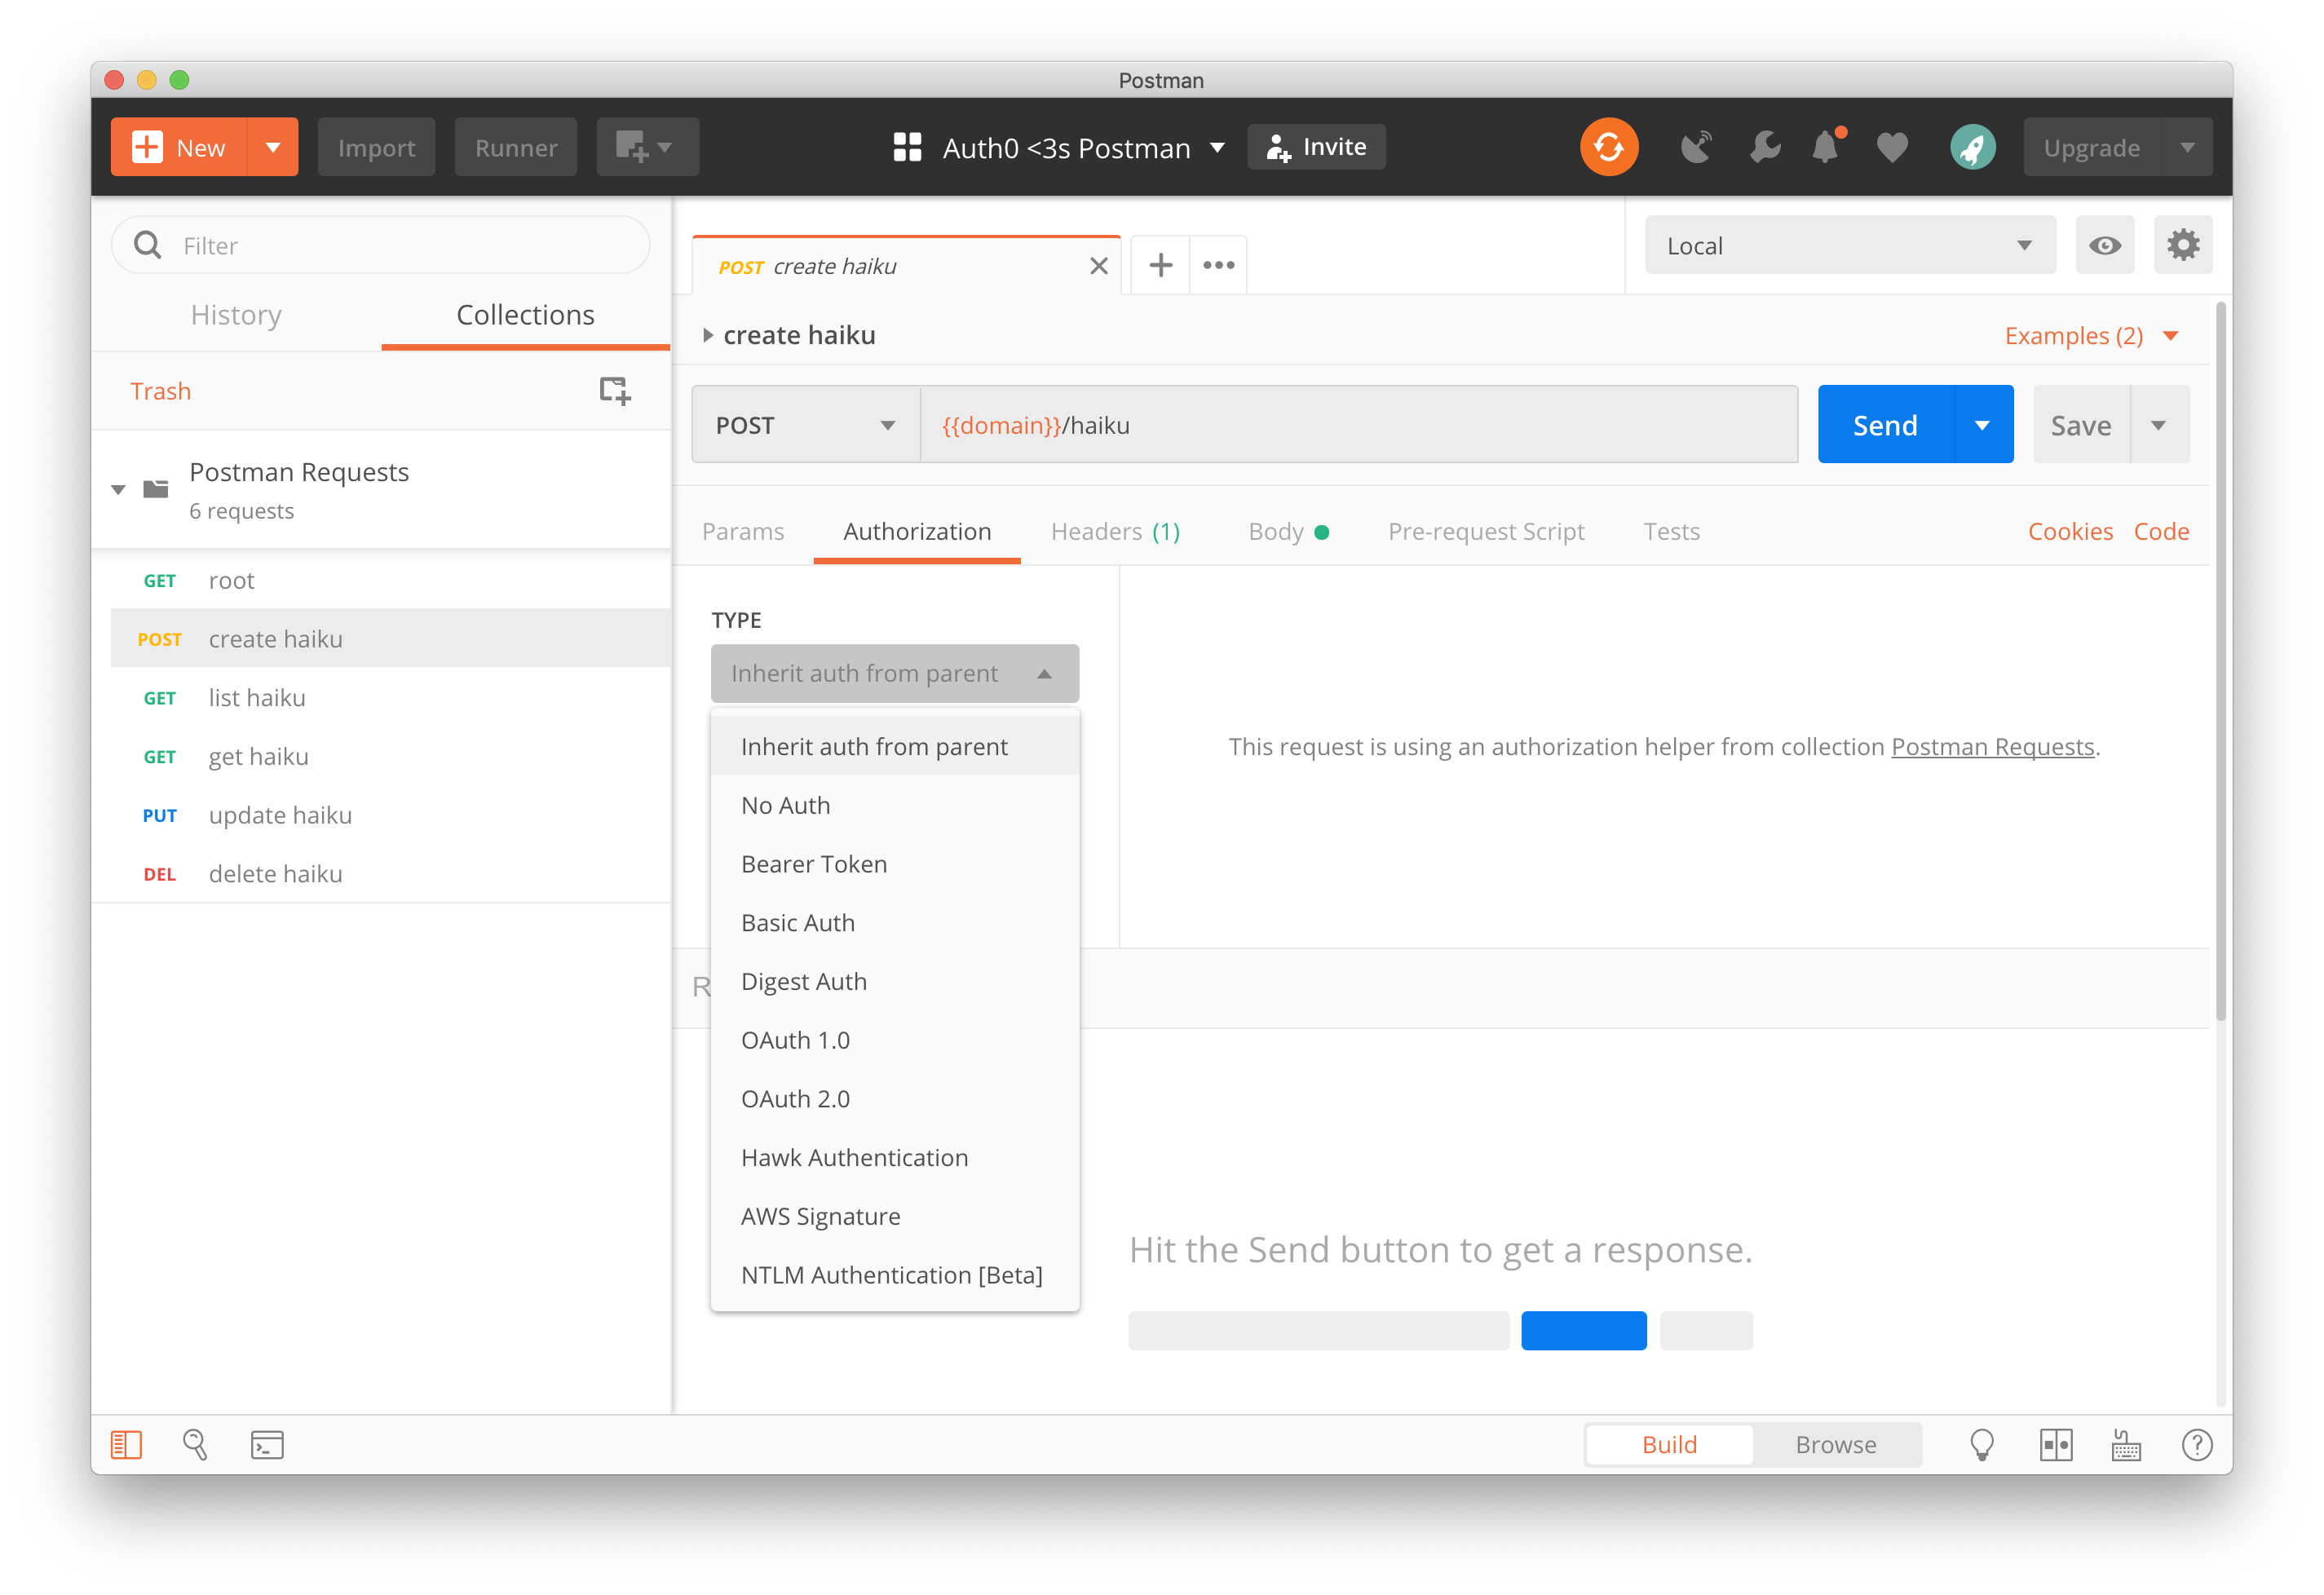 Postman
New
Import
Runner
Auth0 <3s Postman
Invite
Upgrade
Filter
History
Collections
Trash
Postman Requests
6 requests
GET root
POST create haiku
GET list haiku
GET get haiku
PUT update haiku
DEL delete haiku
POST create haiku
Local
create haiku
Examples (2)
POST
{{domain}}/haiku
Send
Save
Params
Authorization
Headers (1)
Body
Pre-request Script
Tests
Cookies
Code
TYPE
Inherit auth from parent
Inherit auth from parent
No Auth
Bearer Token
Basic Auth
Digest Auth
OAuth 1.0
OAuth 2.0
Hawk Authentication
AWS Signature
NTLM Authentication [Beta]
This request is using an authorization helper from collection Postman Requests.
R
Hit the Send button to get a response.
Build
Browse